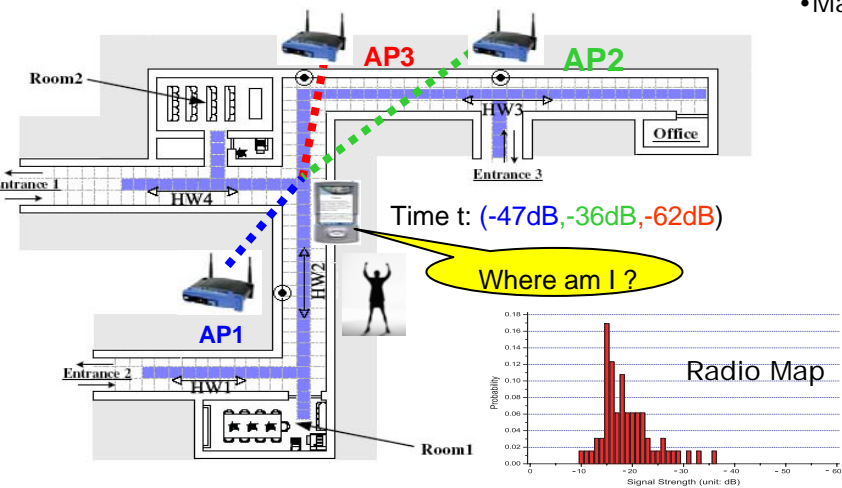 •Ma
AP3
AP2
Room2
HW3
Office
Entrance 3
ntrance 1
HW4
Time t: (-47dB,-36dB,-62dB)
Where am I ?
HW2
AP1
Entrance 2
HW1
Room1
Radio Map
Probability
0.18
0.16
0.14
0.12
0.10
0.08
0.06
0.04
0.02
0.00
0 -10 -20 -30 -40 -50 -60
Signal Strength (unit: dB)